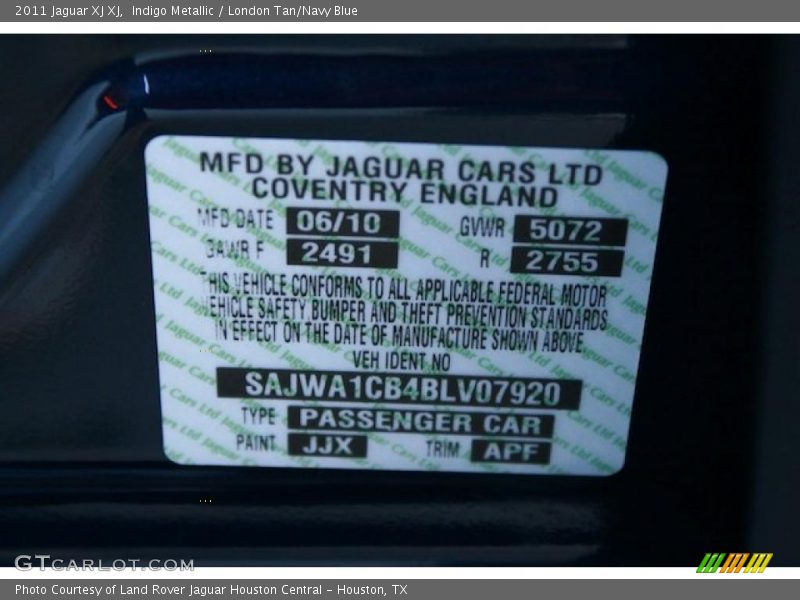 2011 Jaguar XJ XJ, Indigo Metallic / London Tan/Navy Blue
MFD BY JAGUAR CARS LTD
COVENTRY ENGLAND
MFD DATE 06/10 GVWR 5072
GAWR F 2491 R 2755
THIS VEHICLE CONFORMS TO ALL APPLICABLE FEDERAL MOTOR
VEHICLE SAFETY BUMPER AND THEFT PREVENTION STANDARDS
IN EFFECT ON THE DATE OF MANUFACTURE SHOWN ABOVE
VEH IDENT NO
SAJWA1CB4BLV07920
TYPE PASSENGER CAR
PAINT JJX TRIM APF
GTCARLOT.COM
Photo Courtesy of Land Rover Jaguar Houston Central – Houston, TX